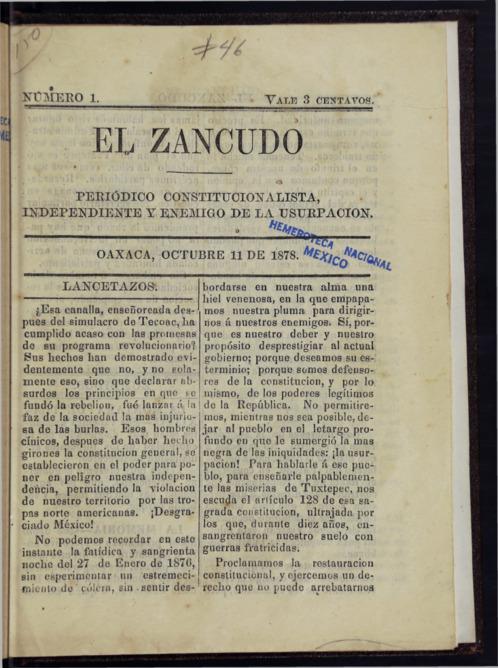 #46
NÚMERO 1. VALE 3 CENTAVOS.
EL ZANCUDO
PERIÓDICO CONSTITUCIONALISTA,
INDEPENDIENTE Y ENEMIGO DE LA USURPACION.
HEMEROTECA NACIONAL
MEXICO
OAXACA, OCTUBRE 11 DE 1878.
LANCETAZOS.
¿Esa canalla, enseñoreada des-
pues del simulacro de Tecoac, ha
cumplido acaso con las promesas
de su programa revolucionario?
Sus hechos han demostrado evi-
dentemente que no, y no sola-
mente eso, sino que declarar ab-
surdos los principios en que se
fundó la rebelion, fué lanzar á la
faz de la sociedad la mas injurio-
sa de las burlas. Esos hombres
cínicos, despues de haber hecho
girones la constitucion general, se
establecieron en el poder para po-
ner en peligro nuestra indepen-
dencia, permitiendo la violacion
de nuestro territorio por las tro-
pas norte americanas. ¡Desgra-
ciado México!
No podemos recordar en este
instante la fatídica y sangrienta
noche del 27 de Enero de 1876,
sin esperimentar un estremeci-
miento de cólera, sin sentir des-
bordarse en nuestra alma una
hiel venenosa, en la que empapa-
mos nuestra pluma para dirigir-
nos á nuestros enemigos. Sí, por-
que es nuestro deber y nuestro
propósito desprestigiar al actual
gobierno; porque deseamos su es-
terminio; porque somos defenso-
res de la constitucion, y por lo
mismo, de los poderes legítimos
de la República. No permitire-
mos, mientras nos sea posible, de-
jar al pueblo en el letargo pro-
fundo en que le sumergió la mas
negra de las iniquidades: ¡la usur-
pacion! Para hablarle á ese pue-
blo, para enseñarle palpablemen-
te las miserias de Tuxtepec, nos
escuda el artículo 128 de esa sa-
grada constitucion, ultrajada por
los que, durante diez años, en-
sangrentaron nuestro suelo con
guerras fratricidas.
Proclamamos la restauracion
constitucional, y ejercemos un de-
recho que no puede arrebatarnos